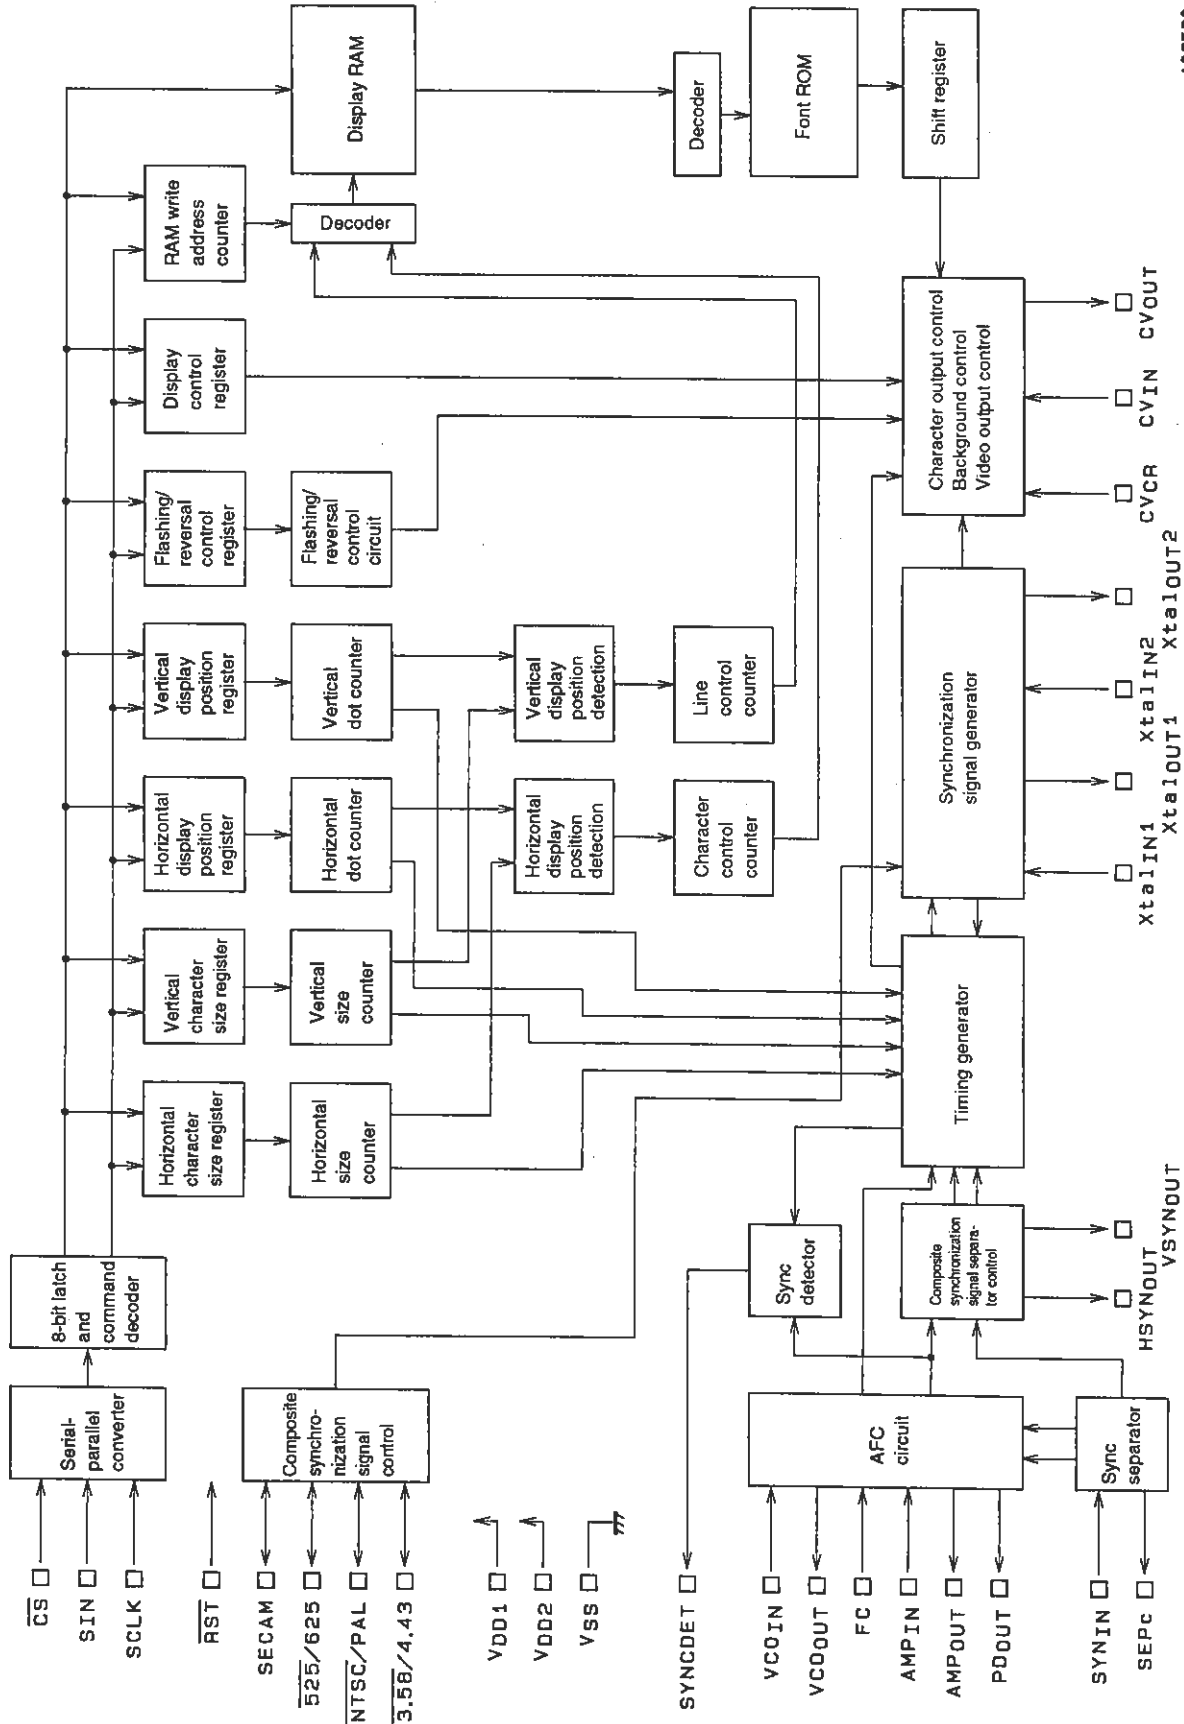 CS
SIN
SCLK
RST
SECAM
525/625
NTSC/PAL
3.58/4.43
VDD1
VDD2
VSS
SYNCDET
VCOIN
VCOOUT
FC
AMPIN
AMPOUT
PDOUT
SYNIN
SEPC
Serial-
parallel
converter
8-bit latch
and
command
decoder
Composite
synchro-
nization
signal
control
Horizontal
character
size register
Vertical
character
size register
Horizontal
display
position
register
Vertical
display
position
register
Flashing/
reversal
control
register
Display
control
register
RAM write
address
counter
Display RAM
Horizontal
size
counter
Vertical
size
counter
Horizontal
dot counter
Vertical
dot counter
Flashing/
reversal
control
circuit
Decoder
Horizontal
display
position
detection
Vertical
display
position
detection
Character
control
counter
Line
control
counter
Decoder
Font ROM
Shift register
Sync
detector
AFC
circuit
Sync
separator
Composite
synchronization
signal separa-
tor control
Timing generator
Synchronization
signal generator
Character output control
Background control
Video output control
HSYNOUT
VSYNOUT
XtalIN1
XtalOUT1
XtalIN2
XtalOUT2
CVCR
CVIN
CVOUT